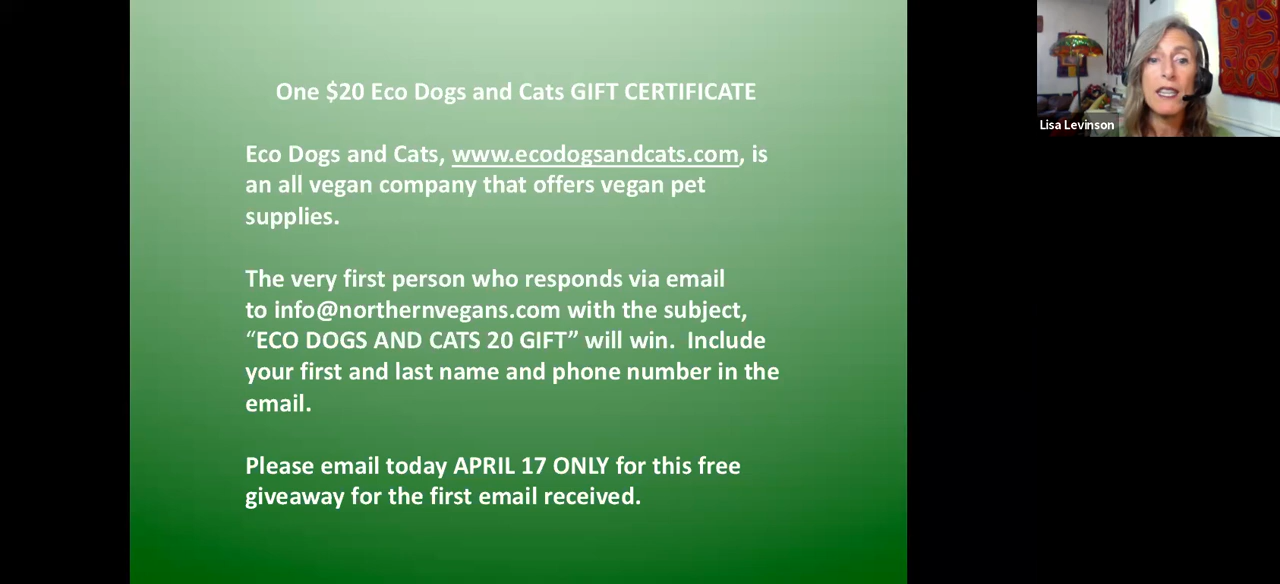 One $20 Eco Dogs and Cats GIFT CERTIFICATE
Eco Dogs and Cats, www.ecodogsandcats.com, is
an all vegan company that offers vegan pet
supplies.
The very first person who responds via email
to info@northernvegans.com with the subject,
“ECO DOGS AND CATS 20 GIFT” will win.  Include
your first and last name and phone number in the
email.
Please email today APRIL 17 ONLY for this free
giveaway for the first email received.
Lisa Levinson